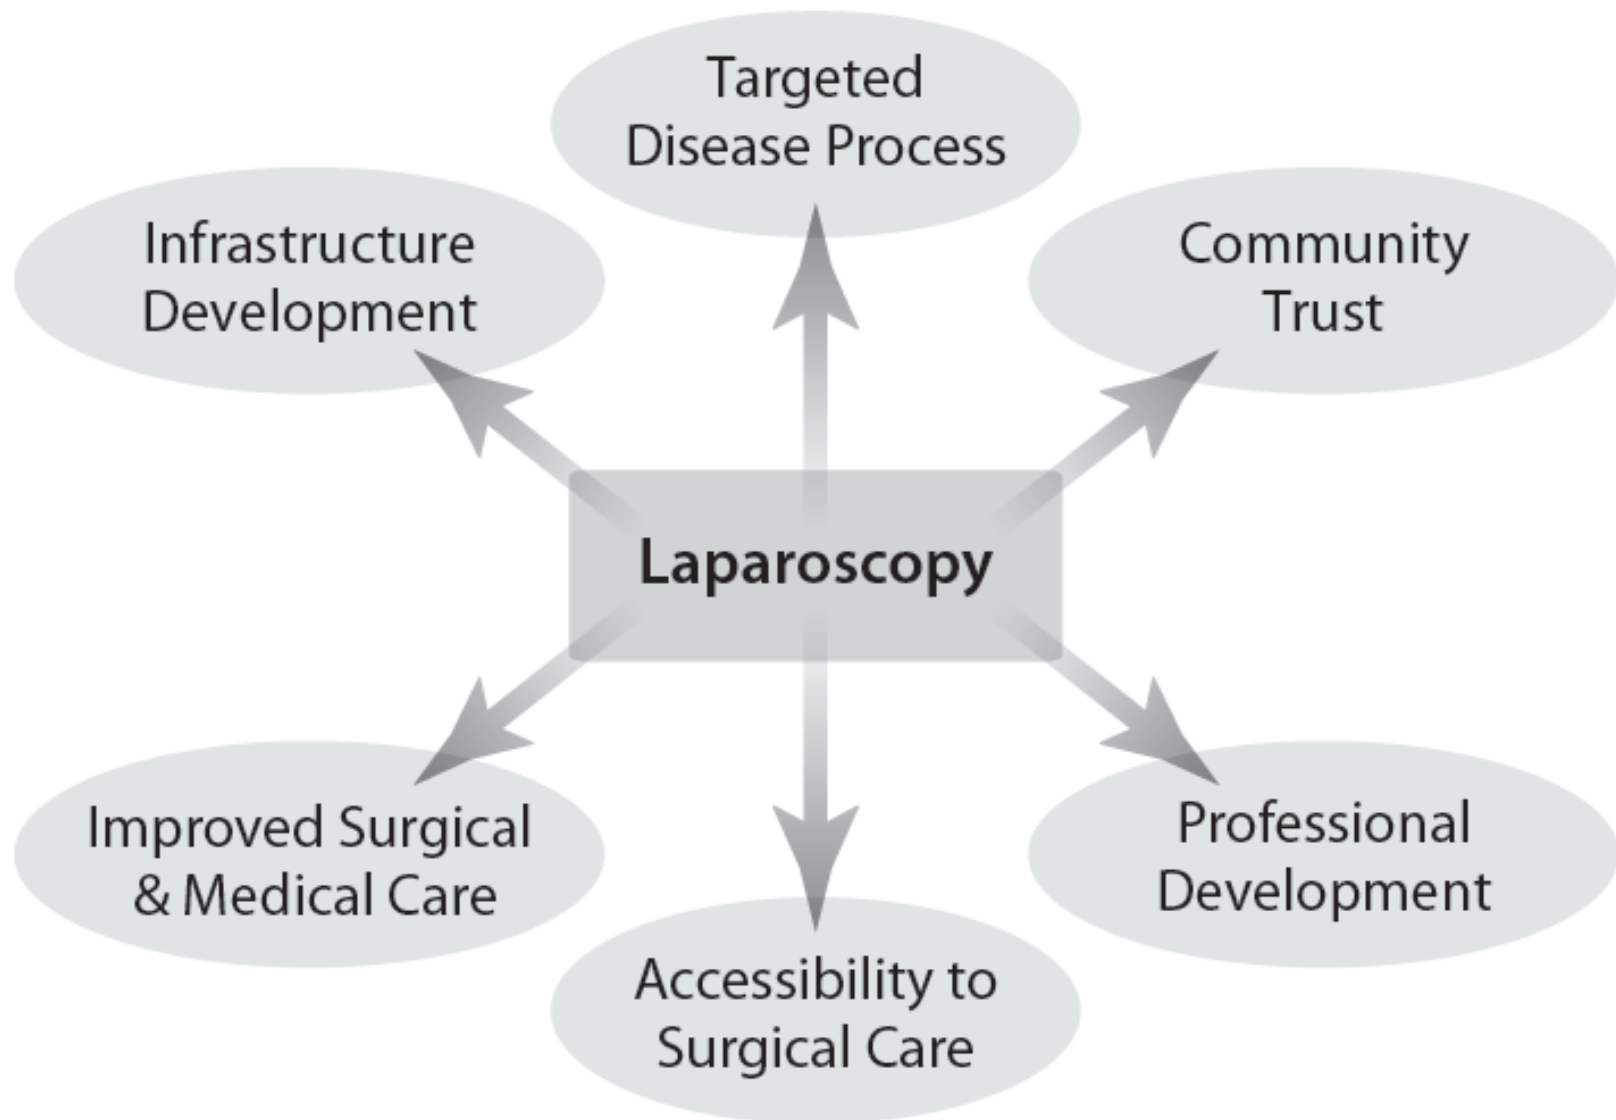 Targeted
Disease Process
Infrastructure
Development
Community
Trust
Laparoscopy
Improved Surgical
& Medical Care
Professional
Development
Accessibility to
Surgical Care